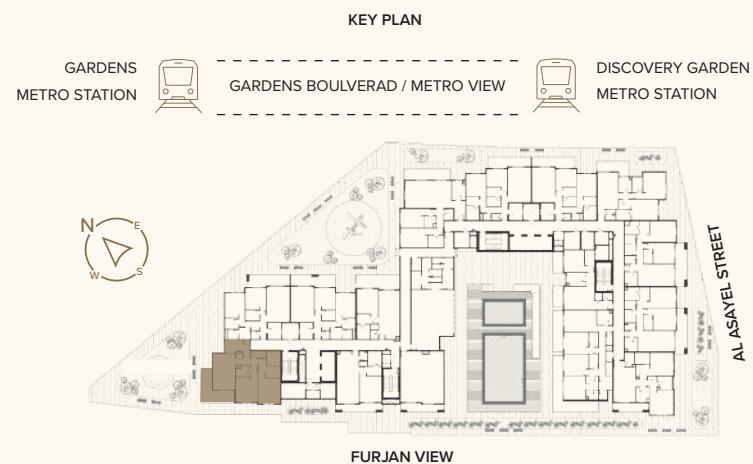 KEY PLAN
GARDENS
METRO STATION
GARDENS BOULVERAD / METRO VIEW
DISCOVERY GARDEN
METRO STATION
N
E
W
S
AL ASAYEL STREET
FURJAN VIEW